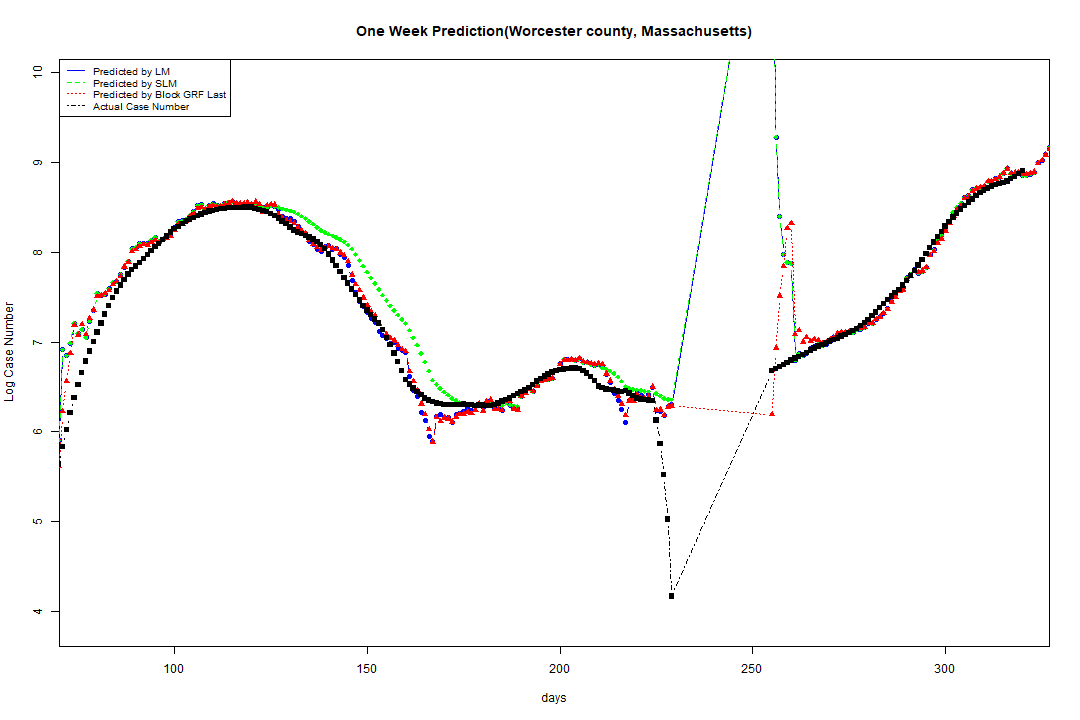 One Week Prediction(Worcester county, Massachusetts)
Predicted by LM
Predicted by SLM
Predicted by Block GRF Last
Actual Case Number
10
9
8
7
6
5
4
Log Case Number
100 150 200 250 300
days